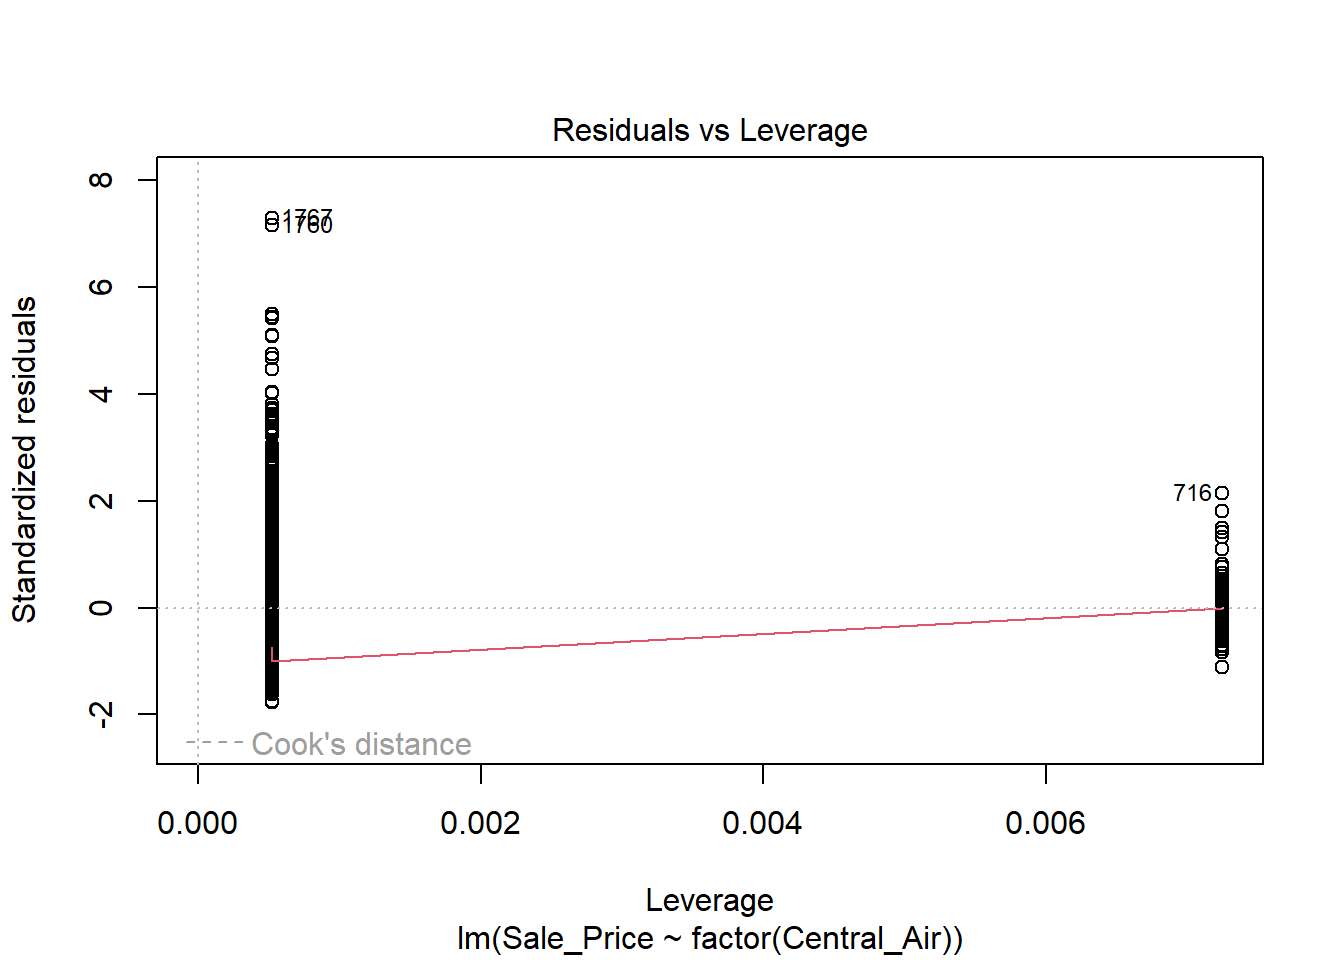 Residuals vs Leverage
Standardized residuals
8
6
4
2
0
-2
1767
1760
716
Cook's distance
0.000 0.002 0.004 0.006
Leverage
lm(Sale_Price ~ factor(Central_Air))